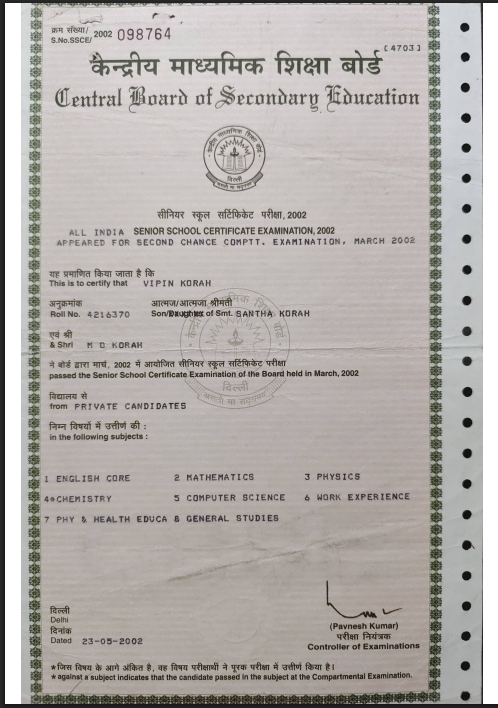 क्रम संख्या/
S.No.SSCE/ 2002 098764
[4703]
केन्द्रीय माध्यमिक शिक्षा बोर्ड
Central Board of Secondary Education
सीनियर स्कूल सर्टिफिकेट परीक्षा, 2002
ALL INDIA SENIOR SCHOOL CERTIFICATE EXAMINATION, 2002
APPEARED FOR SECOND CHANCE COMPTT. EXAMINATION, MARCH 2002
यह प्रमाणित किया जाता है कि
This is to certify that VIPIN KORAH
अनुक्रमांक आत्मज/आत्मजा श्रीमती
Roll No. 4216370 Son/Daughter of Smt. SANTHA KORAH
एवं श्री
& Shri M C KORAH
ने बोर्ड द्वारा मार्च, 2002 में आयोजित सीनियर स्कूल सर्टिफिकेट परीक्षा
passed the Senior School Certificate Examination of the Board held in March, 2002
विद्यालय से
from PRIVATE CANDIDATES
निम्न विषयों में उत्तीर्ण की :
in the following subjects :
1 ENGLISH CORE 2 MATHEMATICS 3 PHYSICS
4*CHEMISTRY 5 COMPUTER SCIENCE 6 WORK EXPERIENCE
7 PHY & HEALTH EDUCA 8 GENERAL STUDIES
दिल्ली
Delhi
दिनांक
Dated 23-05-2002
(Pavnesh Kumar)
परीक्षा नियंत्रक
Controller of Examinations
*जिस विषय के आगे अंकित है, वह विषय परीक्षार्थी ने पूरक परीक्षा में उत्तीर्ण किया है।
* against a subject indicates that the candidate passed in the subject at the Compartmental Examination.